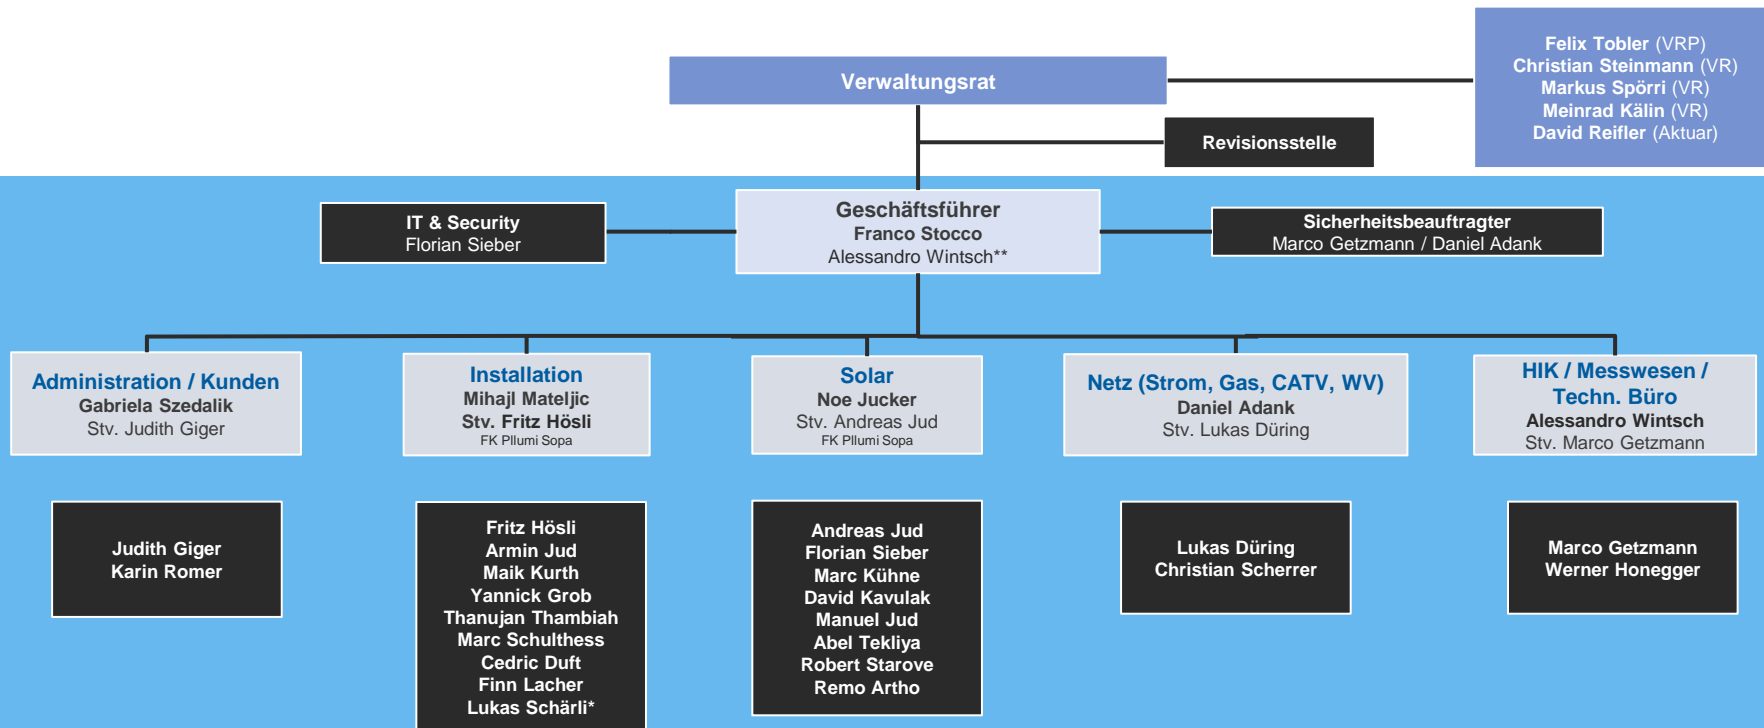 Felix Tobler (VRP)
Christian Steinmann (VR)
Markus Spörri (VR)
Meinrad Kälin (VR)
David Reifler (Aktuar)
Verwaltungsrat
Revisionsstelle
IT & Security
Florian Sieber
Geschäftsführer
Franco Stocco
Alessandro Wintsch**
Sicherheitsbeauftragter
Marco Getzmann / Daniel Adank
Administration / Kunden
Gabriela Szedalik
Stv. Judith Giger
Installation
Mihajl Mateljic
Stv. Fritz Hösli
FK Pllumi Sopa
Solar
Noe Jucker
Stv. Andreas Jud
FK Pllumi Sopa
Netz (Strom, Gas, CATV, WV)
Daniel Adank
Stv. Lukas Düring
HIK / Messwesen /
Techn. Büro
Alessandro Wintsch
Stv. Marco Getzmann
Judith Giger
Karin Romer
Fritz Hösli
Armin Jud
Maik Kurth
Yannick Grob
Thanujan Thambiah
Marc Schulthess
Cedric Duft
Finn Lacher
Lukas Schärli*
Andreas Jud
Florian Sieber
Marc Kühne
David Kavulak
Manuel Jud
Abel Tekliya
Robert Starove
Remo Artho
Lukas Düring
Christian Scherrer
Marco Getzmann
Werner Honegger